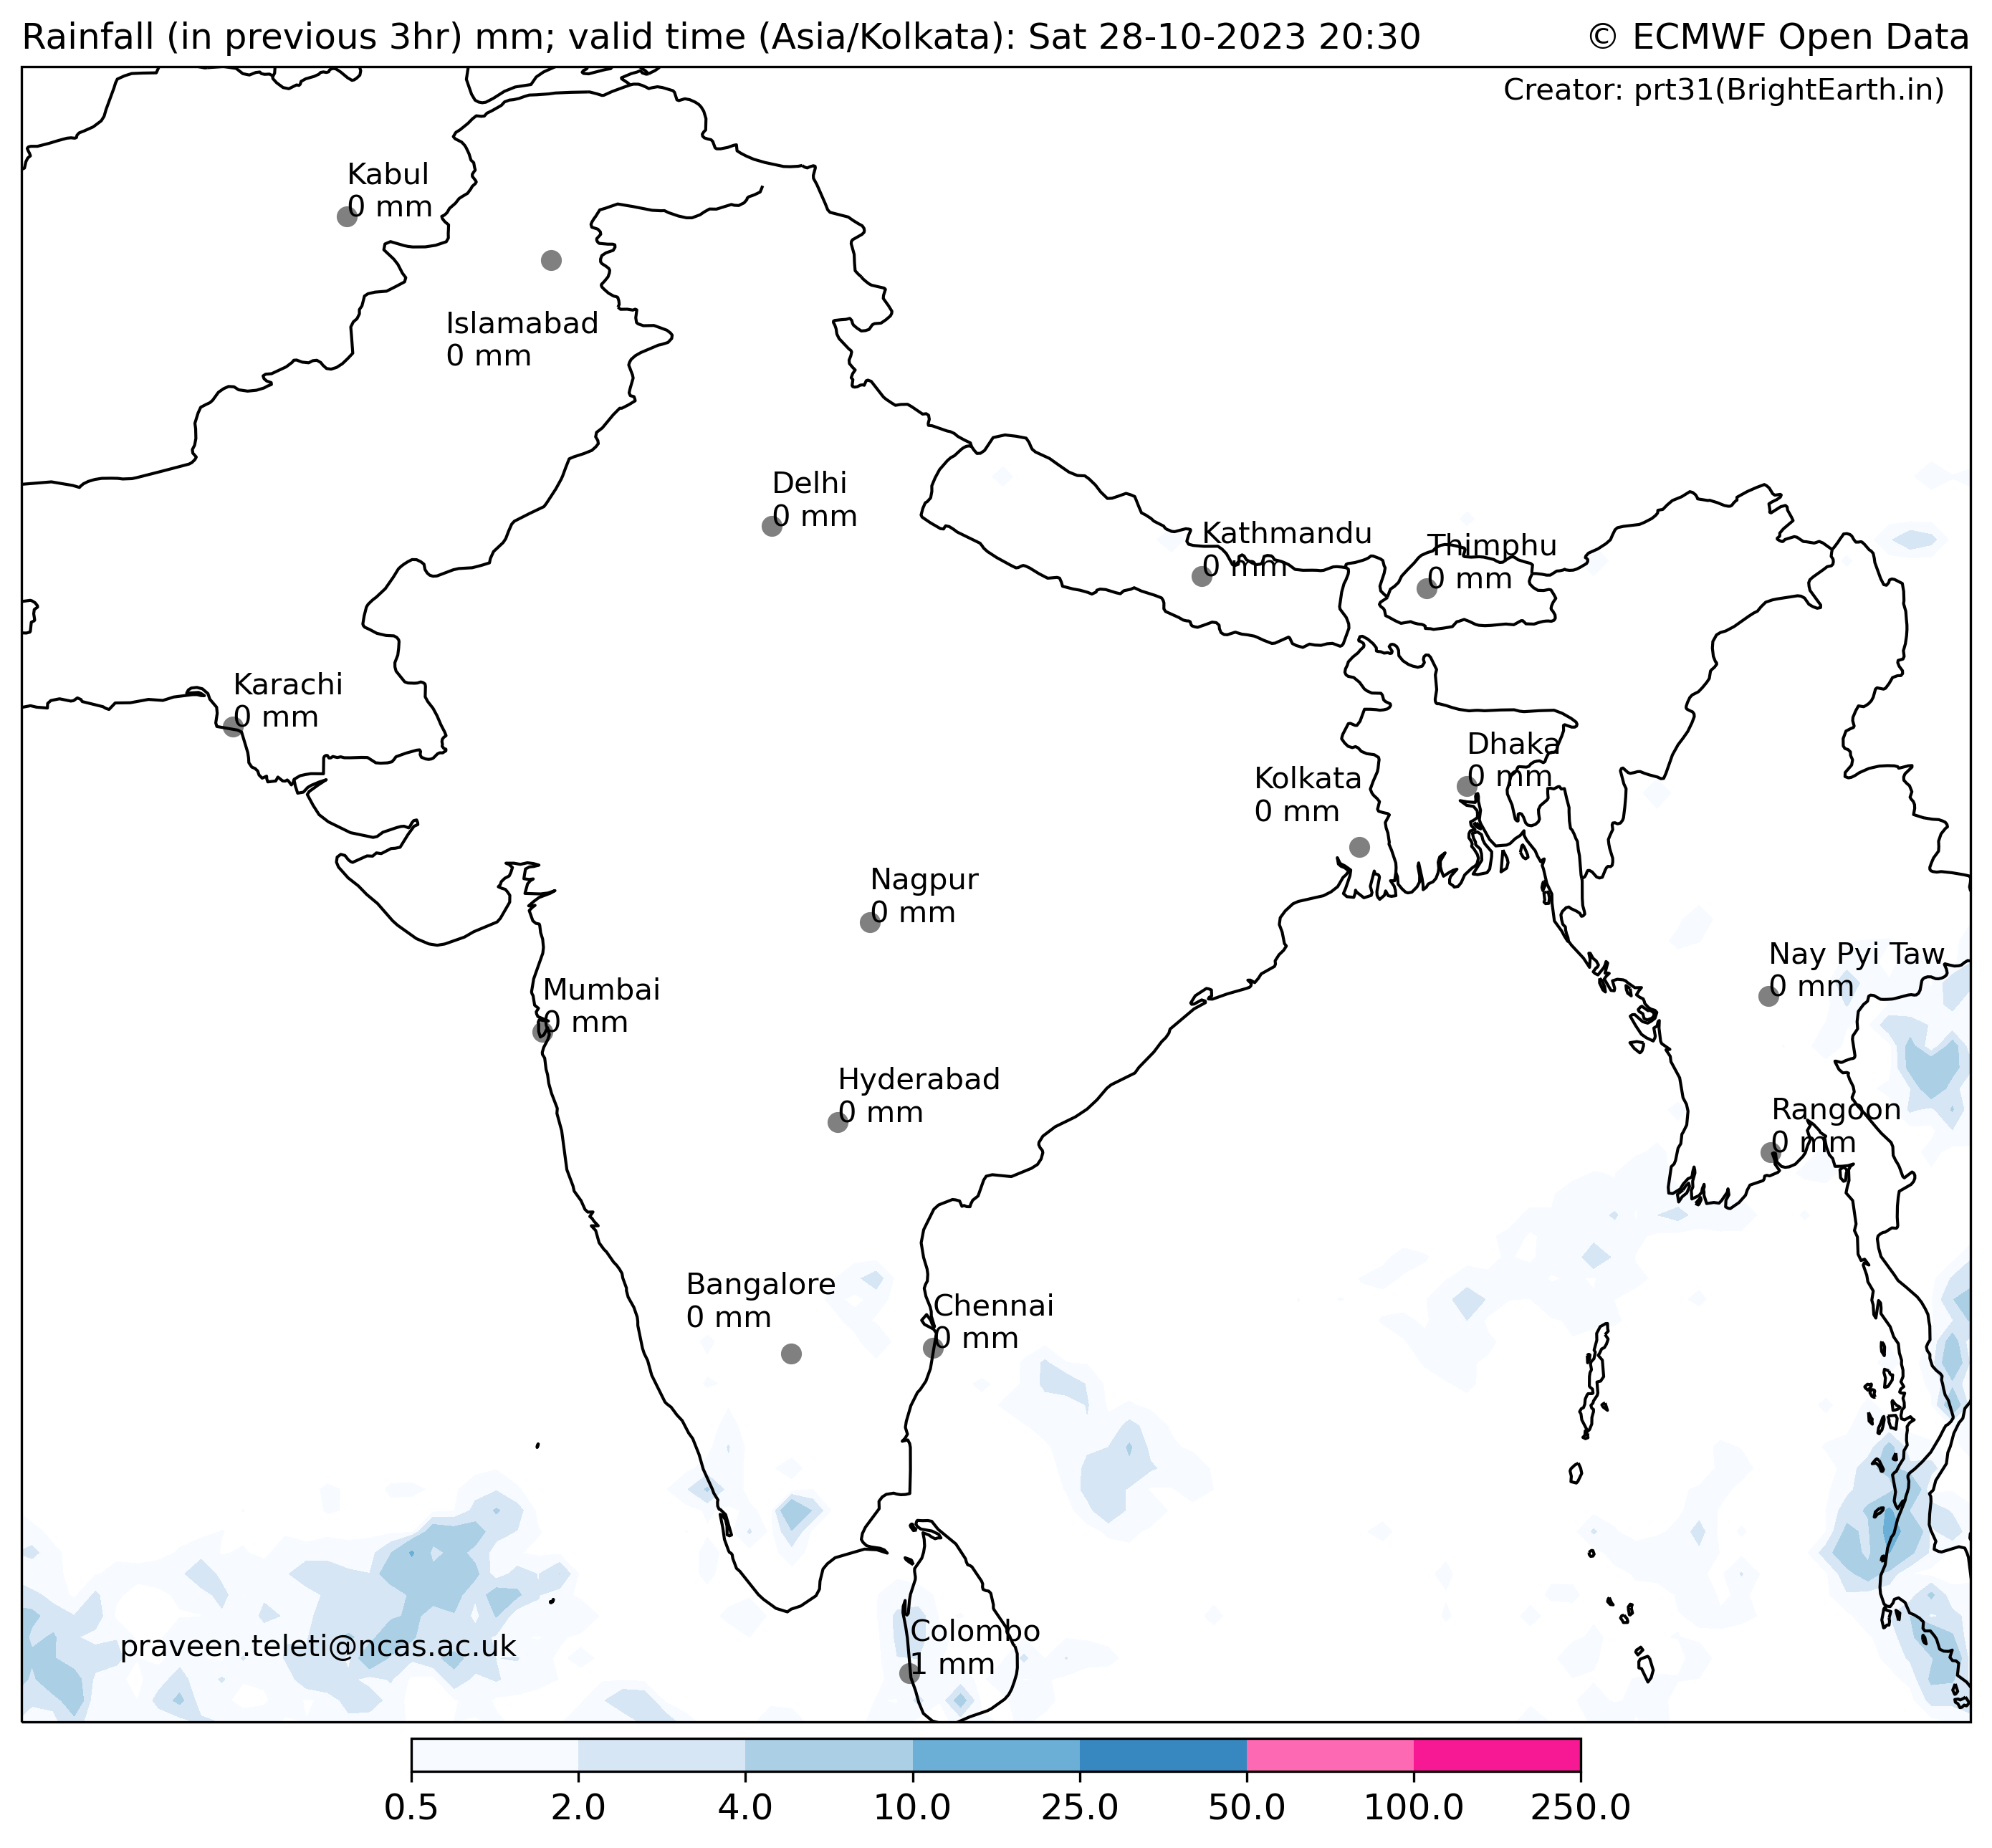 Rainfall (in previous 3hr) mm; valid time (Asia/Kolkata): Sat 28-10-2023 20:30
© ECMWF Open Data
Creator: prt31(BrightEarth.in)
Kabul
0 mm
Islamabad
0 mm
Delhi
0 mm
Kathmandu
0 mm
Thimphu
0 mm
Karachi
0 mm
Dhaka
0 mm
Kolkata
0 mm
Nagpur
0 mm
Nay Pyi Taw
0 mm
Mumbai
0 mm
Hyderabad
0 mm
Rangoon
0 mm
Bangalore
0 mm
Chennai
0 mm
Colombo
1 mm
praveen.teleti@ncas.ac.uk
0.5 2.0 4.0 10.0 25.0 50.0 100.0 250.0